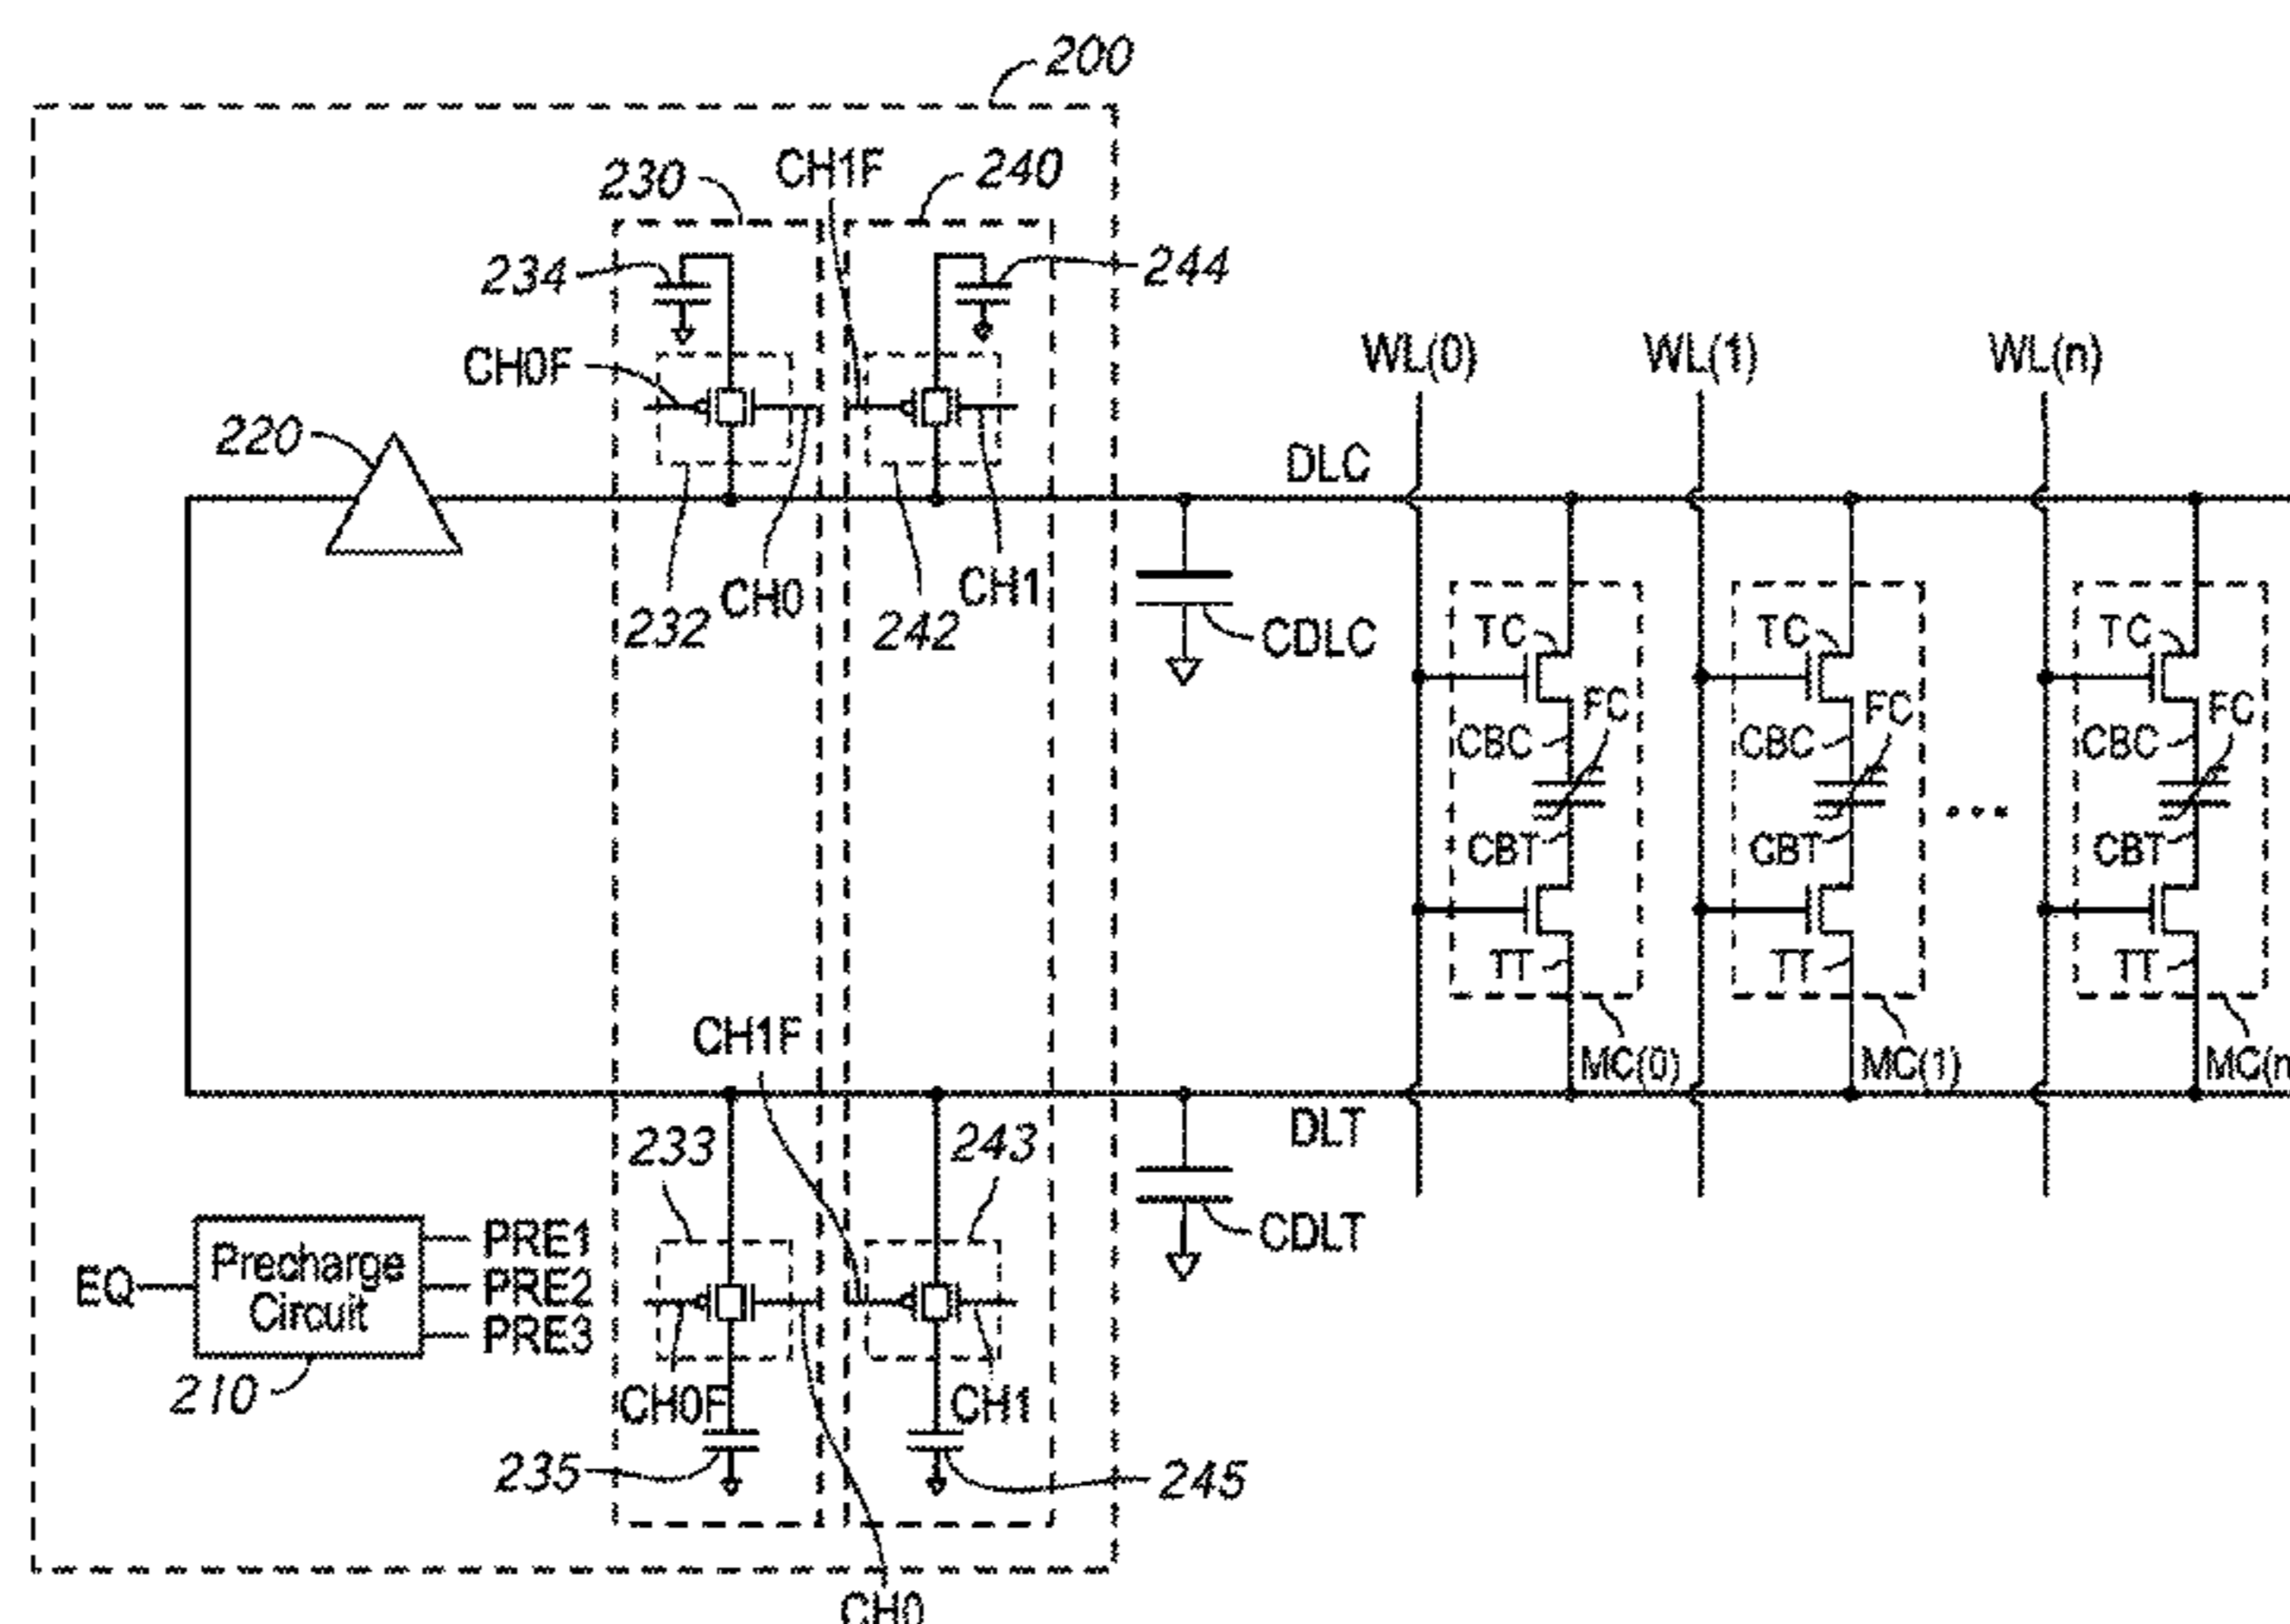 200
230
CH1F
240
234
244
CH0F
WL(0)
WL(1)
WL(n)
220
DLC
CH0
CH1
232
242
CDLC
TC
TC
TC
FC
FC
FC
CBC
CBC
CBC
CBT
CBT
CBT
TT
TT
TT
CH1F
MC(0)
MC(1)
MC(n
233
243
DLT
CDLT
EQ
Precharge
Circuit
PRE1
PRE2
PRE3
210
CH0F
CH1
235
245
CH0